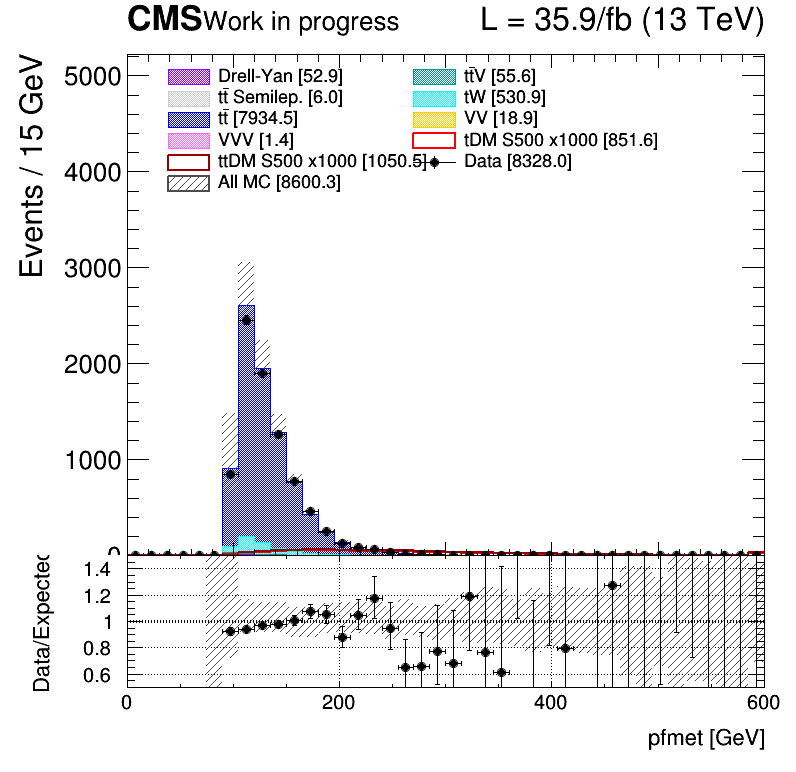 CMS Work in progress L = 35.9/fb (13 TeV)
Events / 15 GeV
5000
4000
3000
2000
1000
0
Drell-Yan [52.9]
tt̄ Semilep. [6.0]
tt̄ [7934.5]
VVV [1.4]
ttDM S500 x1000 [1050.5]
All MC [8600.3]
tt̄V [55.6]
tW [530.9]
VV [18.9]
tDM S500 x1000 [851.6]
Data [8328.0]
Data/Expected
1.4
1.2
1
0.8
0.6
0 200 400 600
pfmet [GeV]